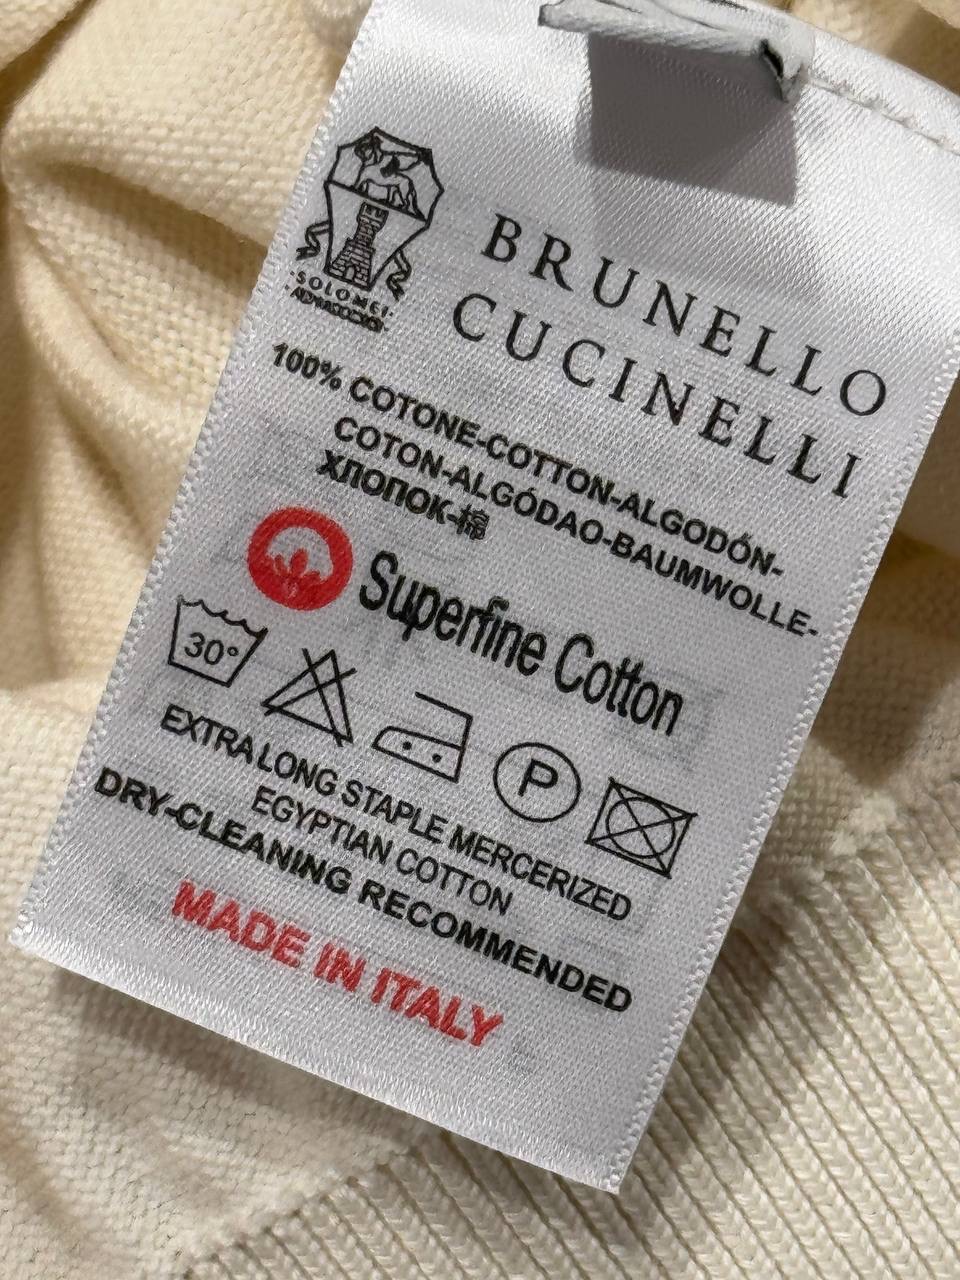 SOLOMEI
BRUNELLO
CUCINELLI
100% COTONE-COTTON-ALGODÓN-
COTON-ALGÓDAO-BAUMWOLLE-
ХЛОПОК-棉
Superfine Cotton
30°
P
EXTRA LONG STAPLE MERCERIZED
EGYPTIAN COTTON
DRY-CLEANING RECOMMENDED
MADE IN ITALY